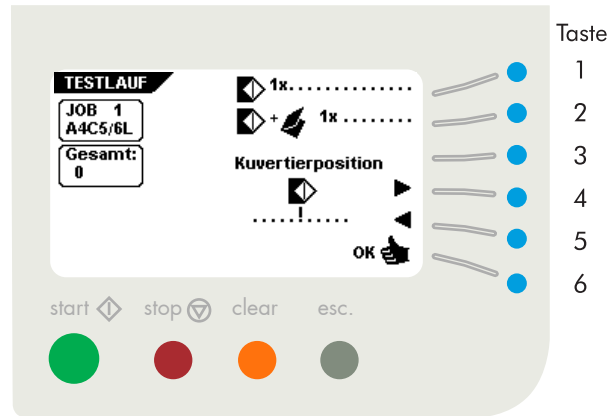 Taste
TESTLAUF
JOB 1
A4C5/6L
Gesamt:
0
1x..............
+ 1x ........
Kuvertierposition
.....!.....
OK
1
2
3
4
5
6
start stop clear esc.